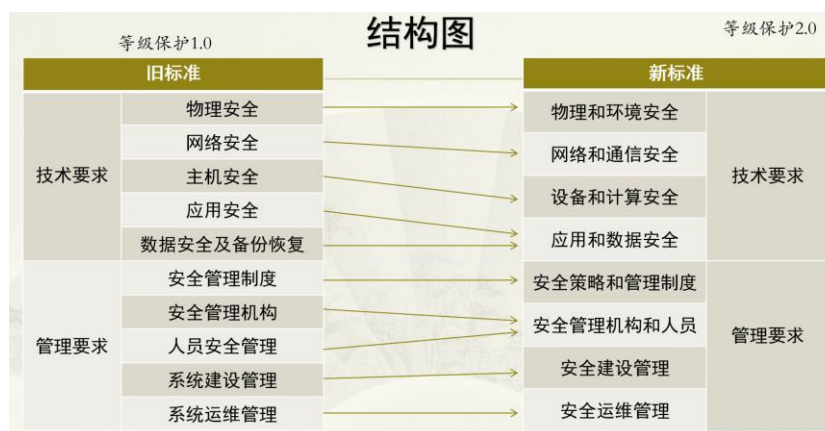 结构图
等级保护1.0
等级保护2.0
旧标准
新标准
技术要求
物理安全
网络安全
主机安全
应用安全
数据安全及备份恢复
管理要求
安全管理制度
安全管理机构
人员安全管理
系统建设管理
系统运维管理
物理和环境安全
网络和通信安全
设备和计算安全
应用和数据安全
技术要求
安全策略和管理制度
安全管理机构和人员
安全建设管理
安全运维管理
管理要求